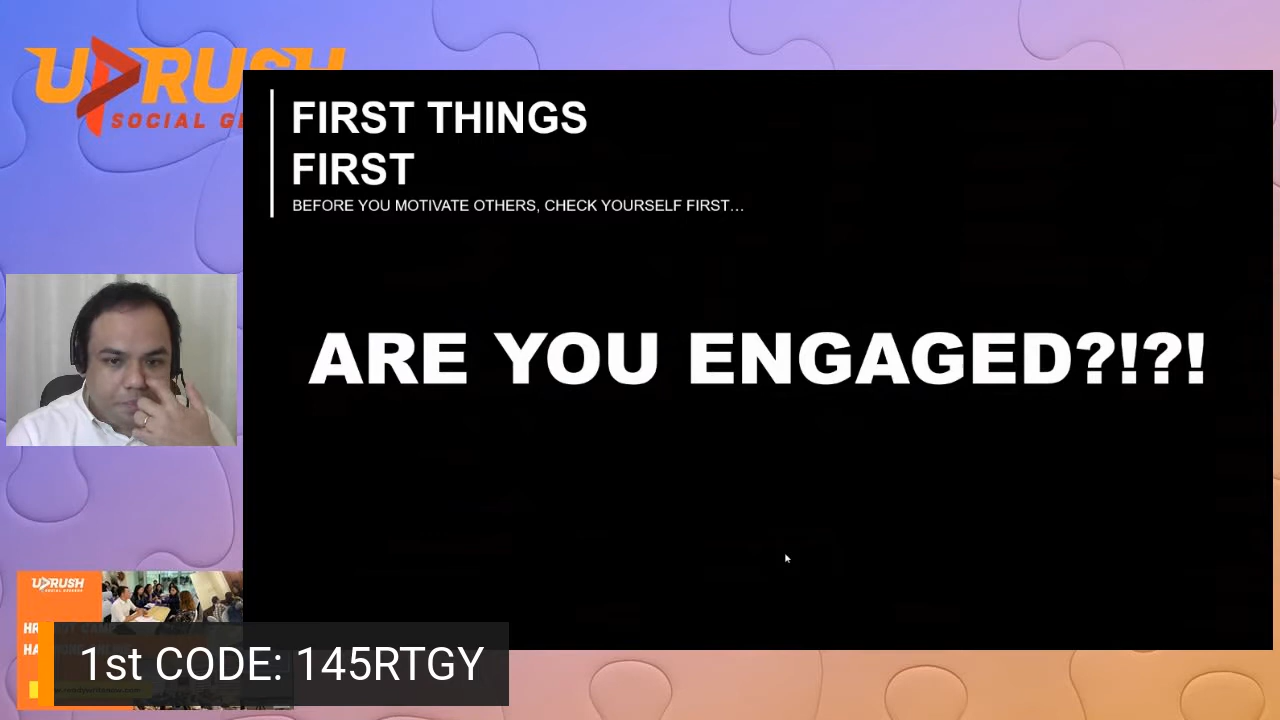 UPRUSH
SOCIAL
FIRST THINGS
FIRST
BEFORE YOU MOTIVATE OTHERS, CHECK YOURSELF FIRST...
ARE YOU ENGAGED?!?!
UPRUSH
1st CODE: 145RTGY